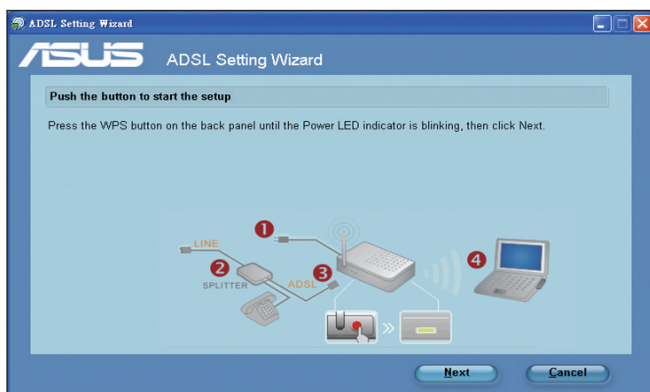 ADSL Setting Wizard
ASUS ADSL Setting Wizard
Push the button to start the setup
Press the WPS button on the back panel until the Power LED indicator is blinking, then click Next.
1
LINE
2
3
4
SPLITTER
ADSL
Next
Cancel